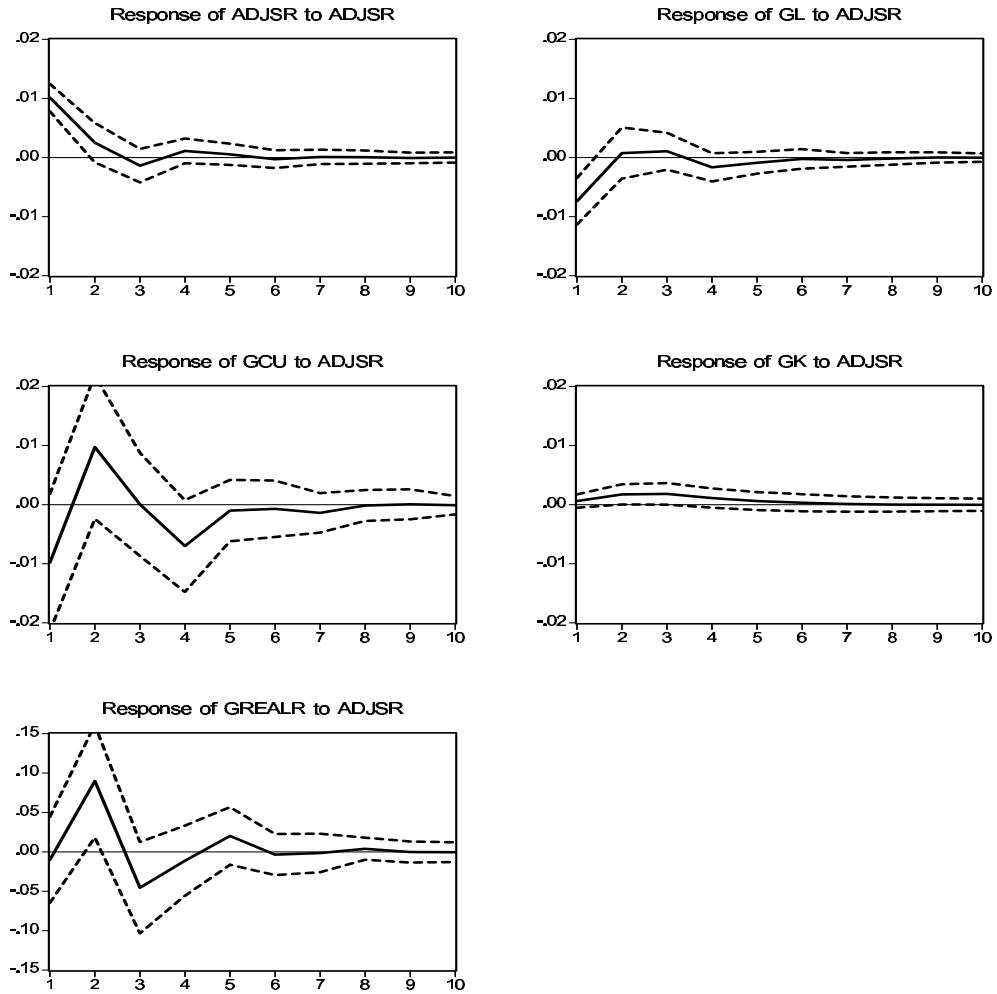 Response of ADJSR to ADJSR
.02
.01
.00
-.01
-.02
1 2 3 4 5 6 7 8 9 10
Response of GL to ADJSR
.02
.01
.00
-.01
-.02
1 2 3 4 5 6 7 8 9 10
Response of GCU to ADJSR
.02
.01
.00
-.01
-.02
1 2 3 4 5 6 7 8 9 10
Response of GK to ADJSR
.02
.01
.00
-.01
-.02
1 2 3 4 5 6 7 8 9 10
Response of GREALR to ADJSR
.15
.10
.05
.00
-.05
-.10
-.15
1 2 3 4 5 6 7 8 9 10